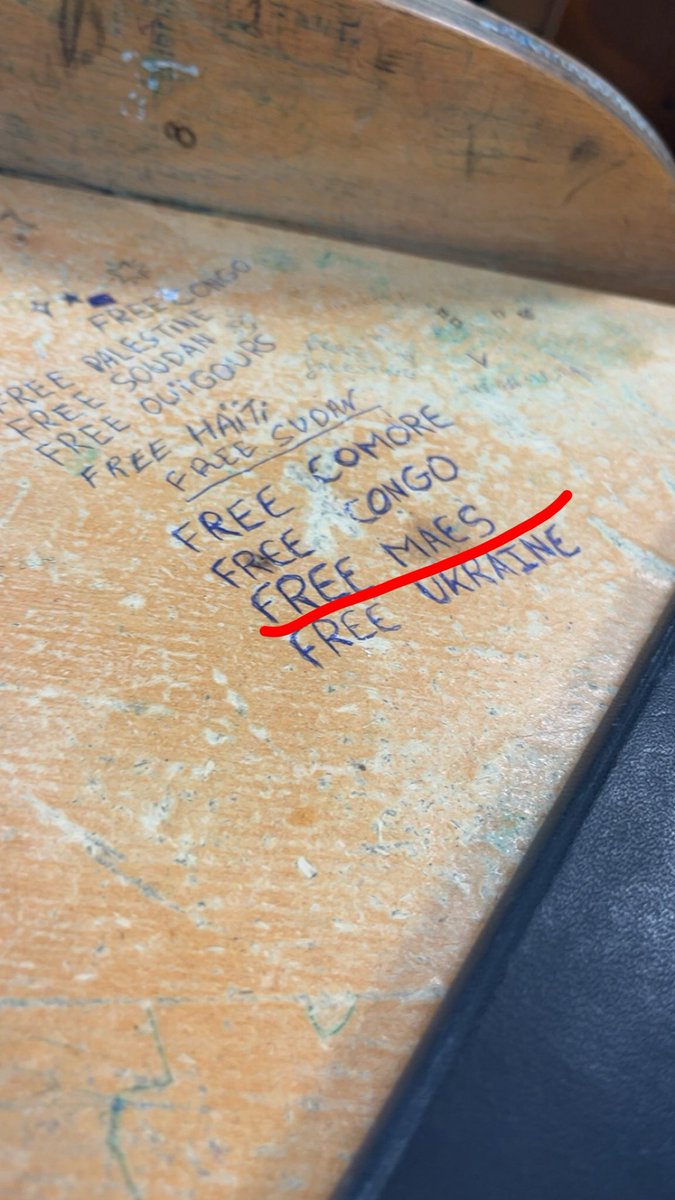 8
FREE CONGO
FREE PALESTINE
FREE SOUDAN
FREE OUIGOURS
FREE HAÏTI
FREE SUDAN
FREE COMORE
FREE CONGO
FREE MAES
FREE UKRAINE